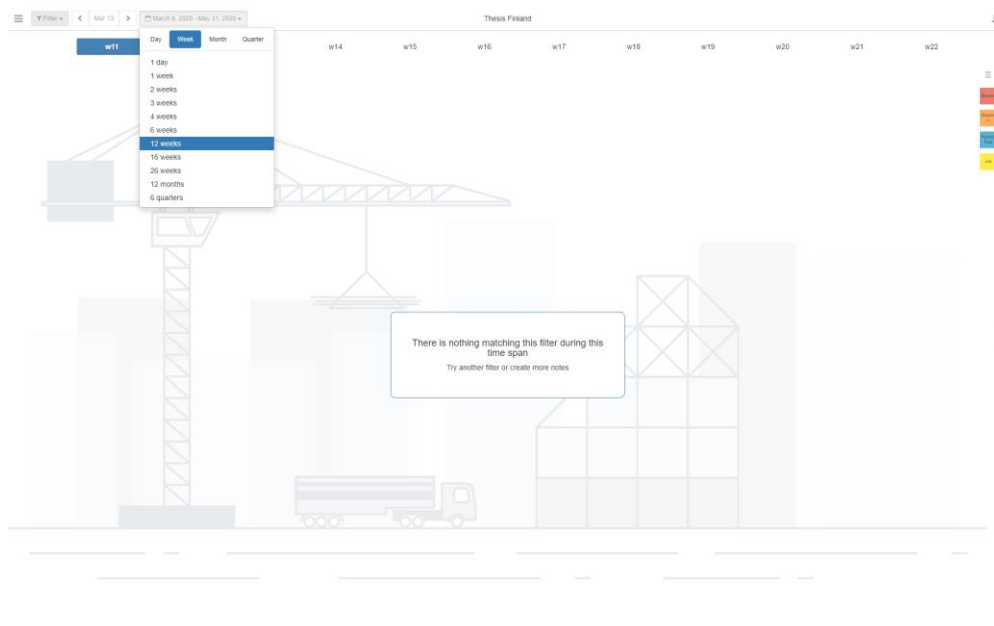 Filter
Mar 13
March 9, 2020 - May 31, 2020
Thesis Finland
Day
Week
Month
Quarter
w11
w14
w15
w16
w17
w18
w19
w20
w21
w22
1 day
1 week
2 weeks
3 weeks
4 weeks
6 weeks
12 weeks
16 weeks
26 weeks
12 months
6 quarters
There is nothing matching this filter during this
time span
Try another filter or create more notes